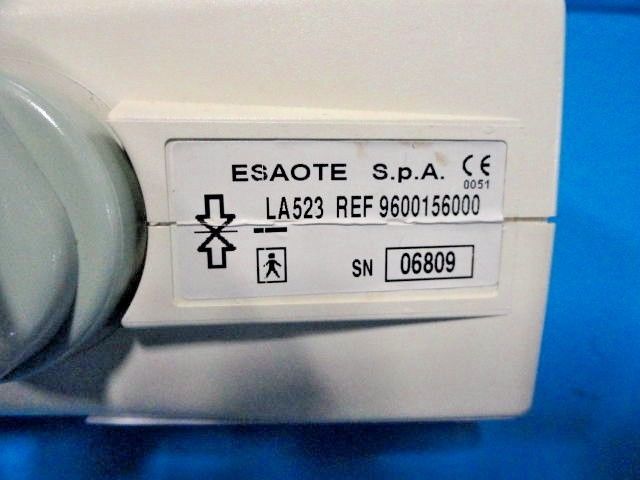 ESAOTE S.p.A. CE
0051
LA523 REF 9600156000
SN 06809